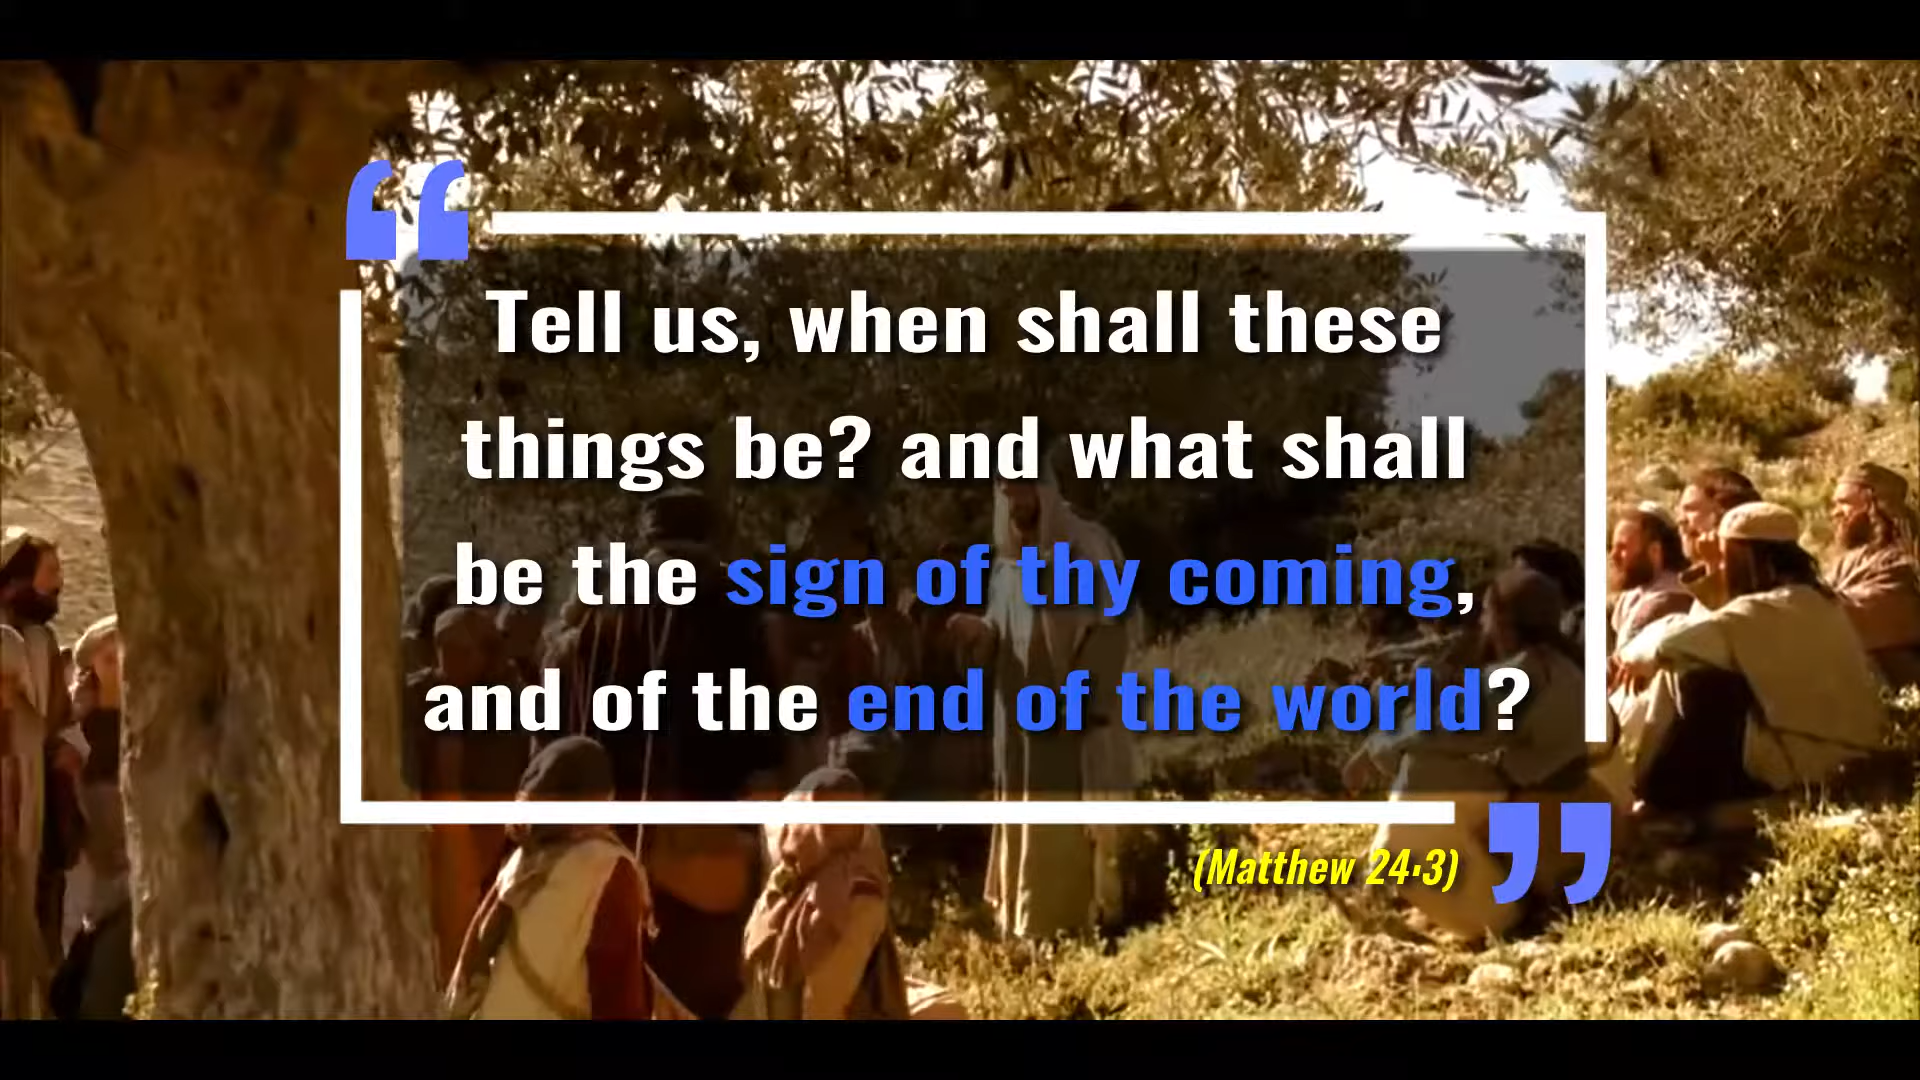 Tell us, when shall these
things be? and what shall
be the sign of thy coming,
and of the end of the world?
(Matthew 24:3)